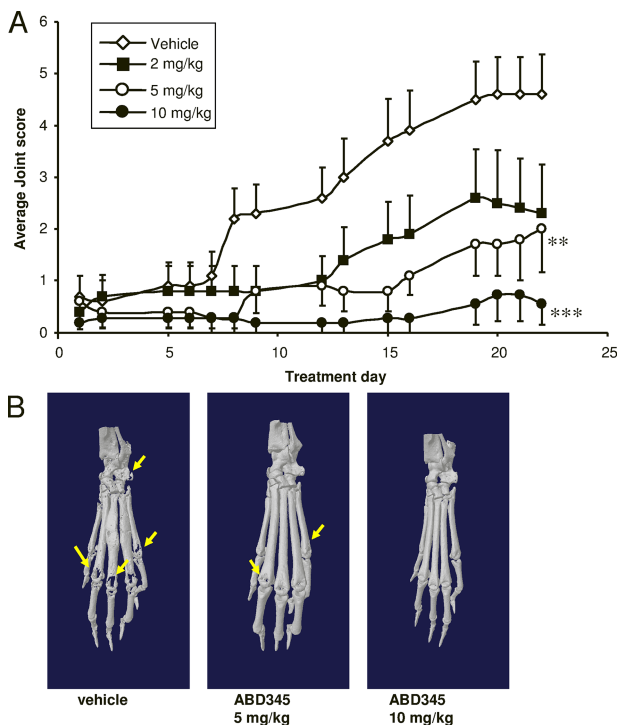 A
6
5
4
3
2
1
0
Average Joint score
Vehicle
2 mg/kg
5 mg/kg
10 mg/kg
**
***
0 5 10 15 20 25
Treatment day
B
vehicle
ABD345
5 mg/kg
ABD345
10 mg/kg